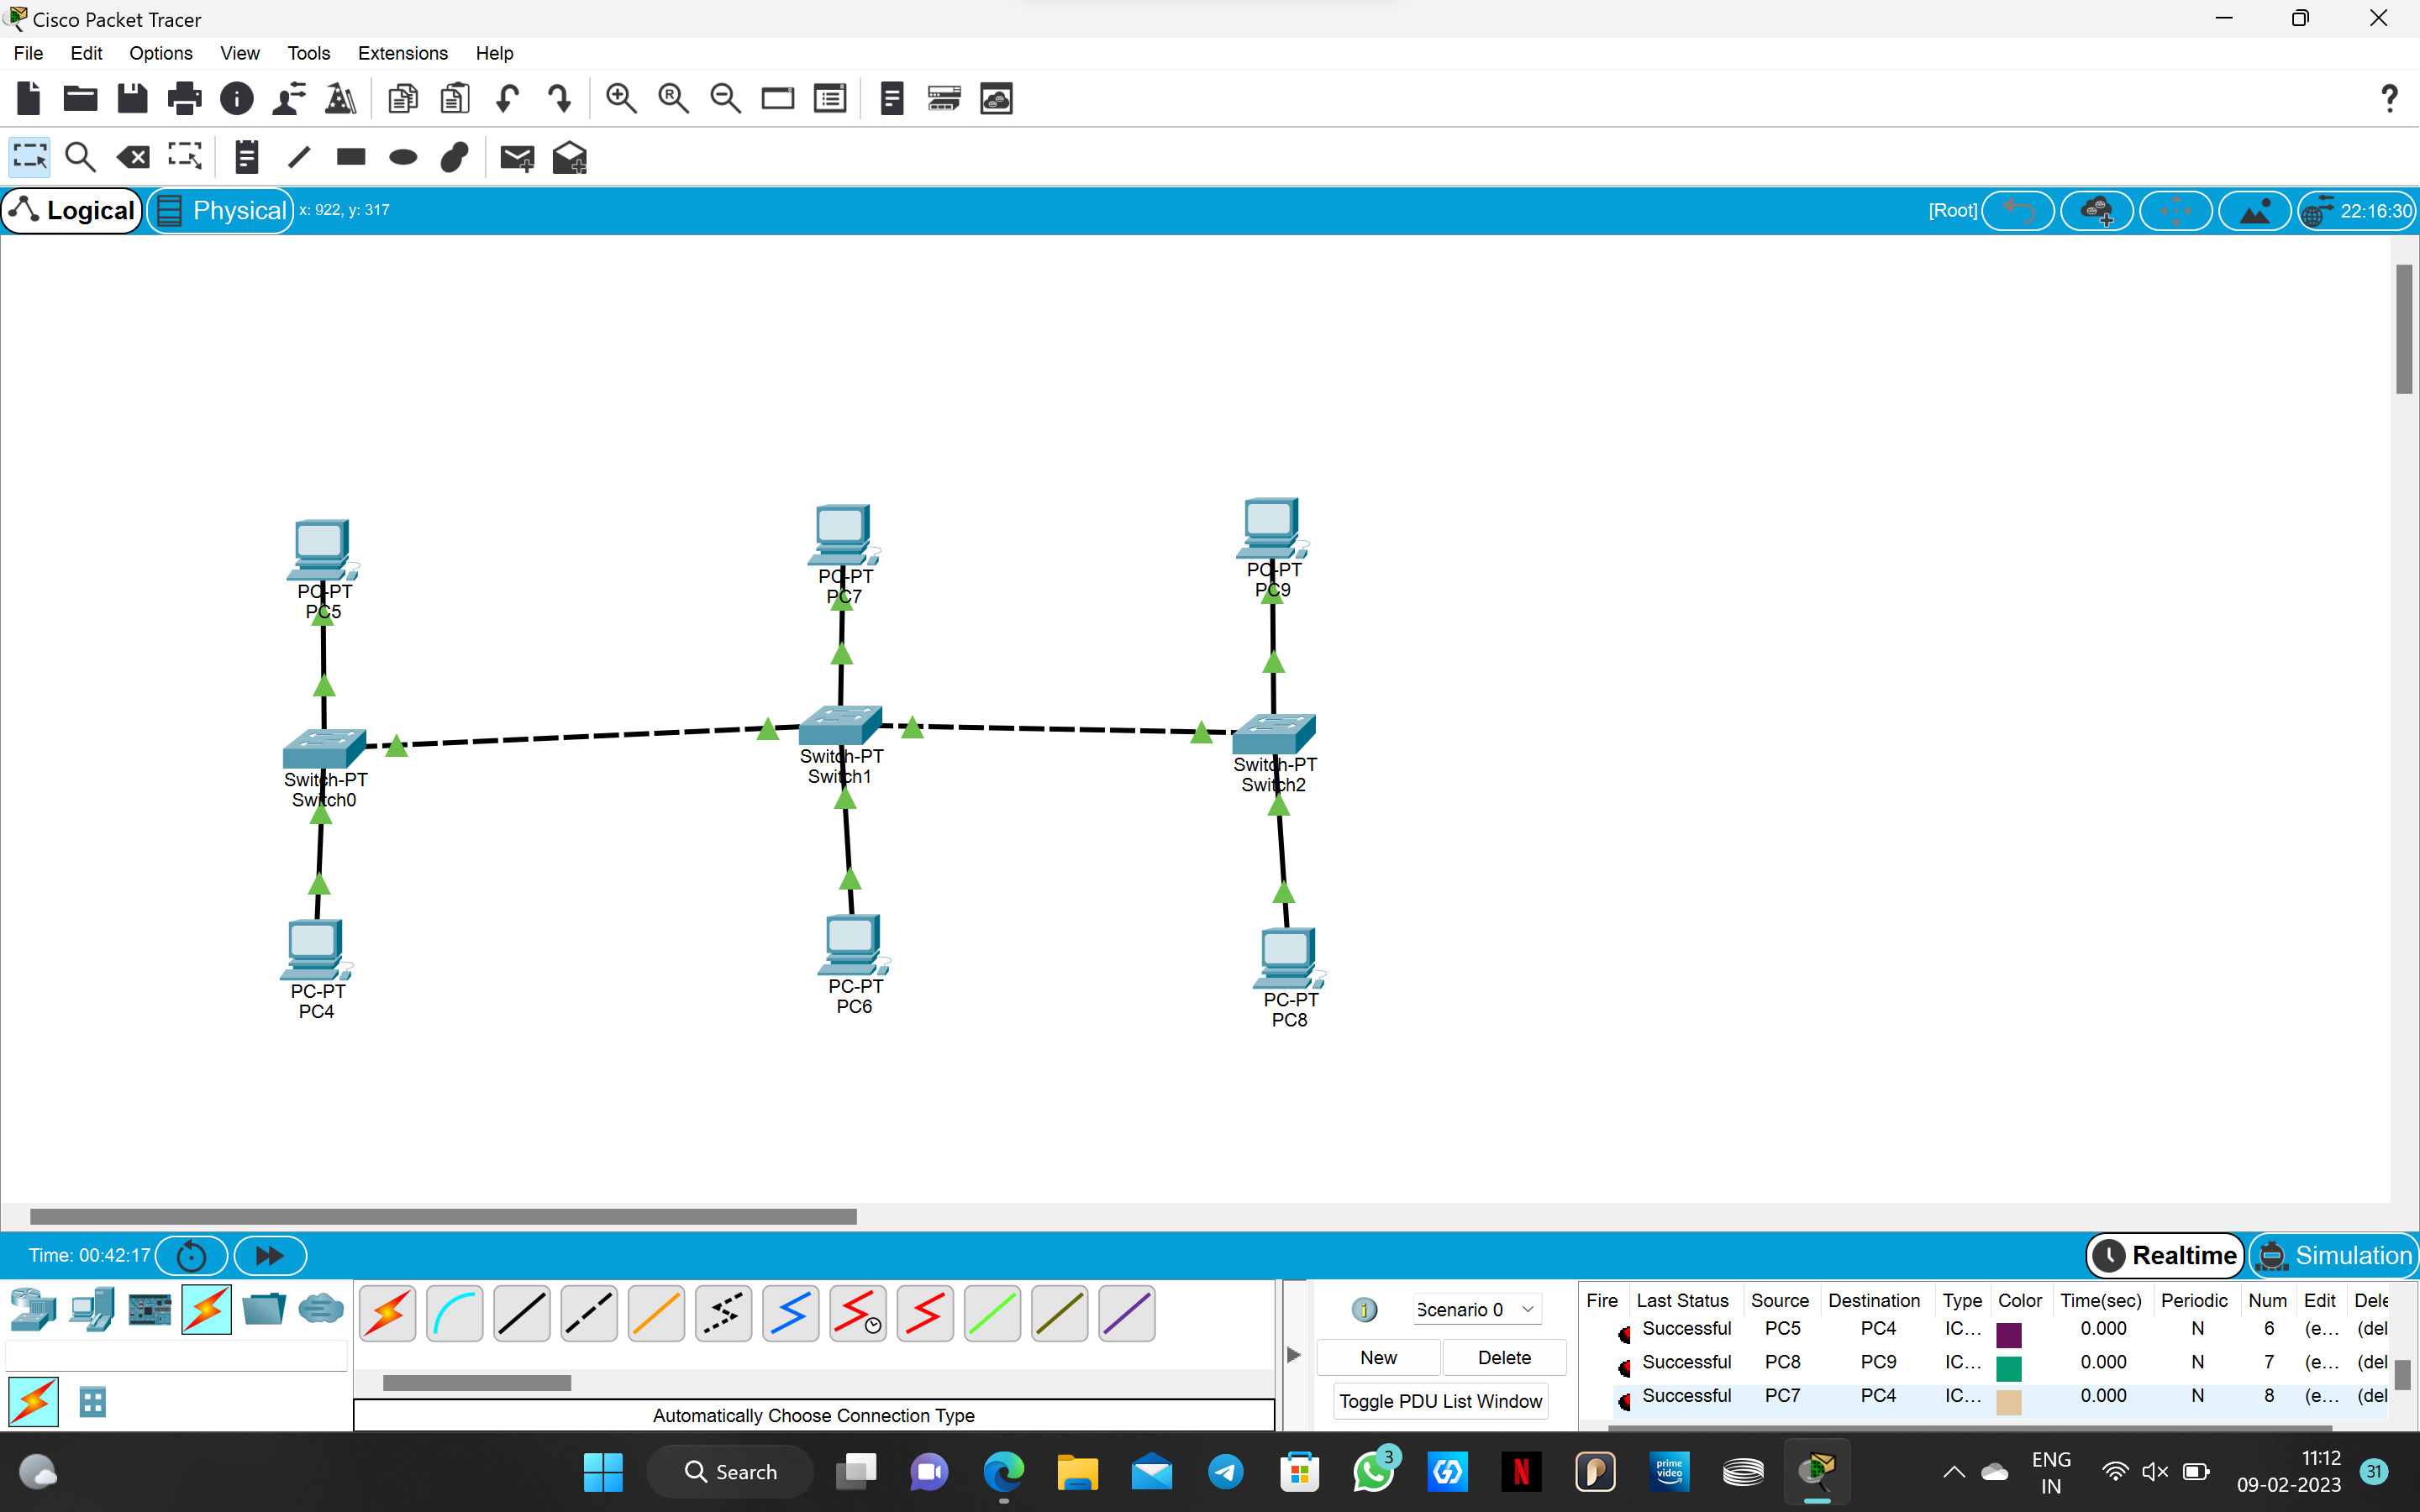 Cisco Packet Tracer
File Edit Options View Tools Extensions Help
Logical Physical x: 922, y: 317 [Root] 22:16:30
PC-PT
PC5
PC-PT
PC7
PC-PT
PC9
Switch-PT
Switch0
Switch-PT
Switch1
Switch-PT
Switch2
PC-PT
PC4
PC-PT
PC6
PC-PT
PC8
Time: 00:42:17 Realtime Simulation
Scenario 0
New Delete
Toggle PDU List Window
Automatically Choose Connection Type
Fire Last Status Source Destination Type Color Time(sec) Periodic Num Edit Dele
Successful PC5 PC4 IC... 0.000 N 6 (e... (del
Successful PC8 PC9 IC... 0.000 N 7 (e... (del
Successful PC7 PC4 IC... 0.000 N 8 (e... (del
Search
3
prime video
ENG
IN
11:12
09-02-2023
31